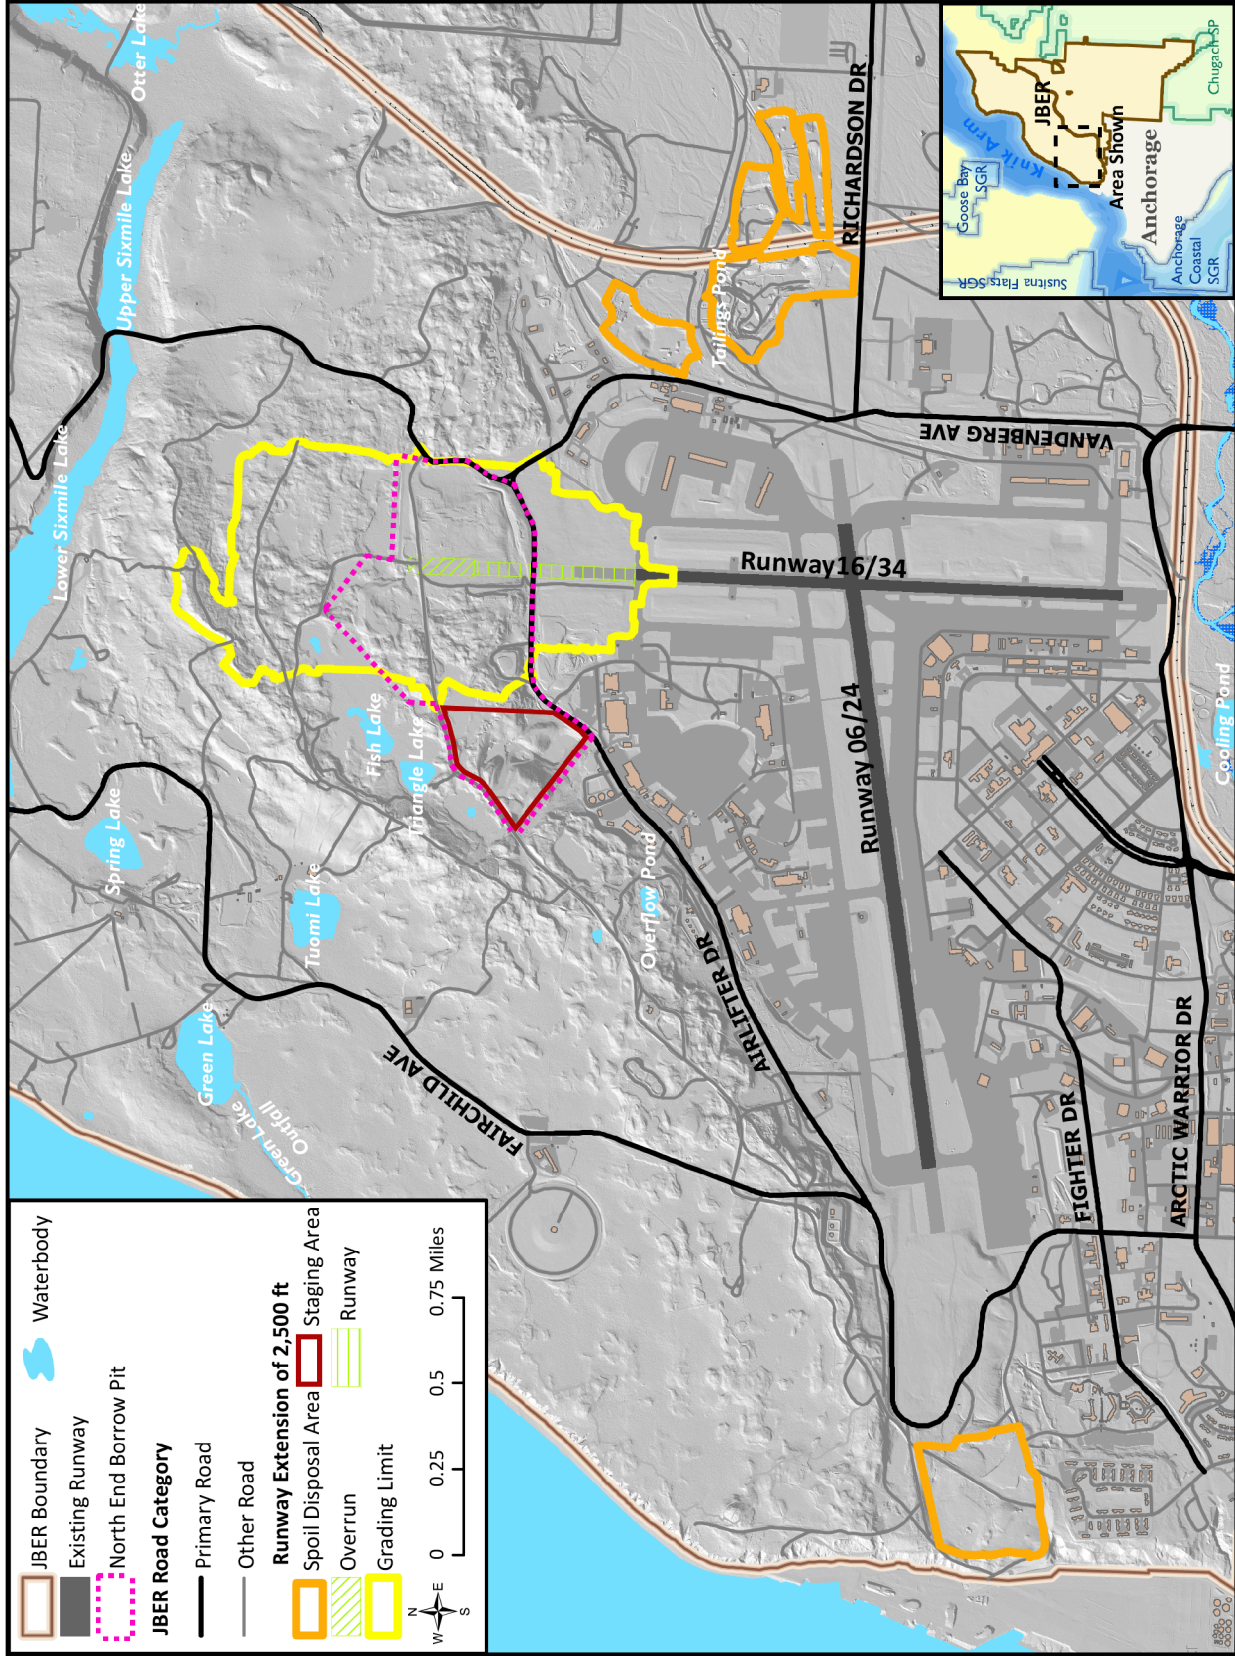 JBER Boundary
Waterbody
Existing Runway
North End Borrow Pit
JBER Road Category
Primary Road
Other Road
Runway Extension of 2,500 ft
Spoil Disposal Area
Staging Area
Overrun
Runway
Grading Limit
0
0.25
0.5
0.75 Miles
N
W
E
S
Otter Lake
Upper Sixmile Lake
Lower Sixmile Lake
Spring Lake
Fish Lake
Triangle Lake
Tuomi Lake
Green Lake
Green Lake
Outfall
Overflow Pond
Tailings Pond
Cooling Pond
FAIRCHILD AVE
AIRLIFTER DR
RICHARDSON DR
VANDENBERG AVE
FIGHTER DR
ARCTIC WARRIOR DR
Runway16/34
Runway 06/24
Goose Bay
SGR
Susitna Flats SGR
Knik Arm
JBER
Area Shown
Anchorage
Anchorage
Coastal
SGR
Chugach SP